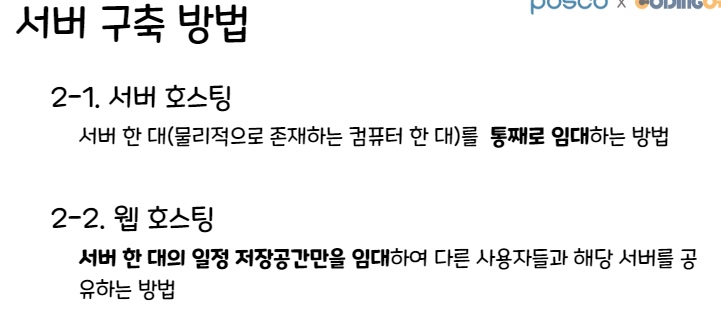 posco x CODINGO
서버 구축 방법
2-1. 서버 호스팅
서버 한 대(물리적으로 존재하는 컴퓨터 한 대)를 통째로 임대하는 방법
2-2. 웹 호스팅
서버 한 대의 일정 저장공간만을 임대하여 다른 사용자들과 해당 서버를 공
유하는 방법